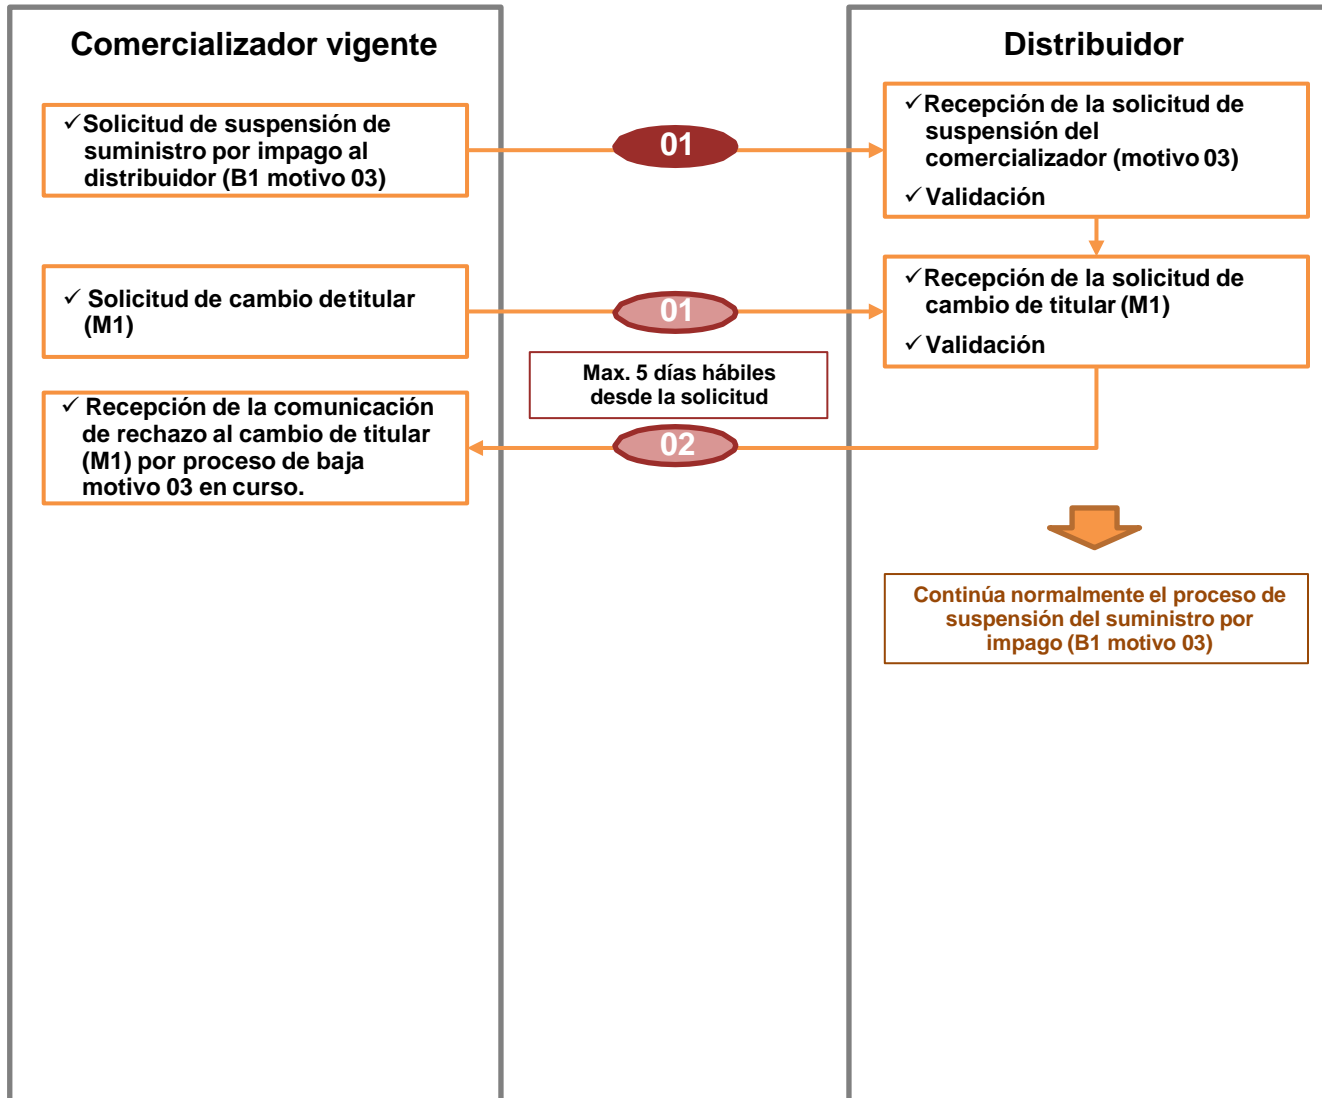 Comercializador vigente
Distribuidor
✓Solicitud de suspensión de
suministro por impago al
distribuidor (B1 motivo 03)
01
✓Recepción de la solicitud de
suspensión del
comercializador (motivo 03)
✓Validación
✓ Solicitud de cambio detitular
(M1)
01
✓Recepción de la solicitud de
cambio de titular (M1)
✓Validación
Max. 5 días hábiles
desde la solicitud
✓ Recepción de la comunicación
de rechazo al cambio de titular
(M1) por proceso de baja
motivo 03 en curso.
02
Continúa normalmente el proceso de
suspensión del suministro por
impago (B1 motivo 03)